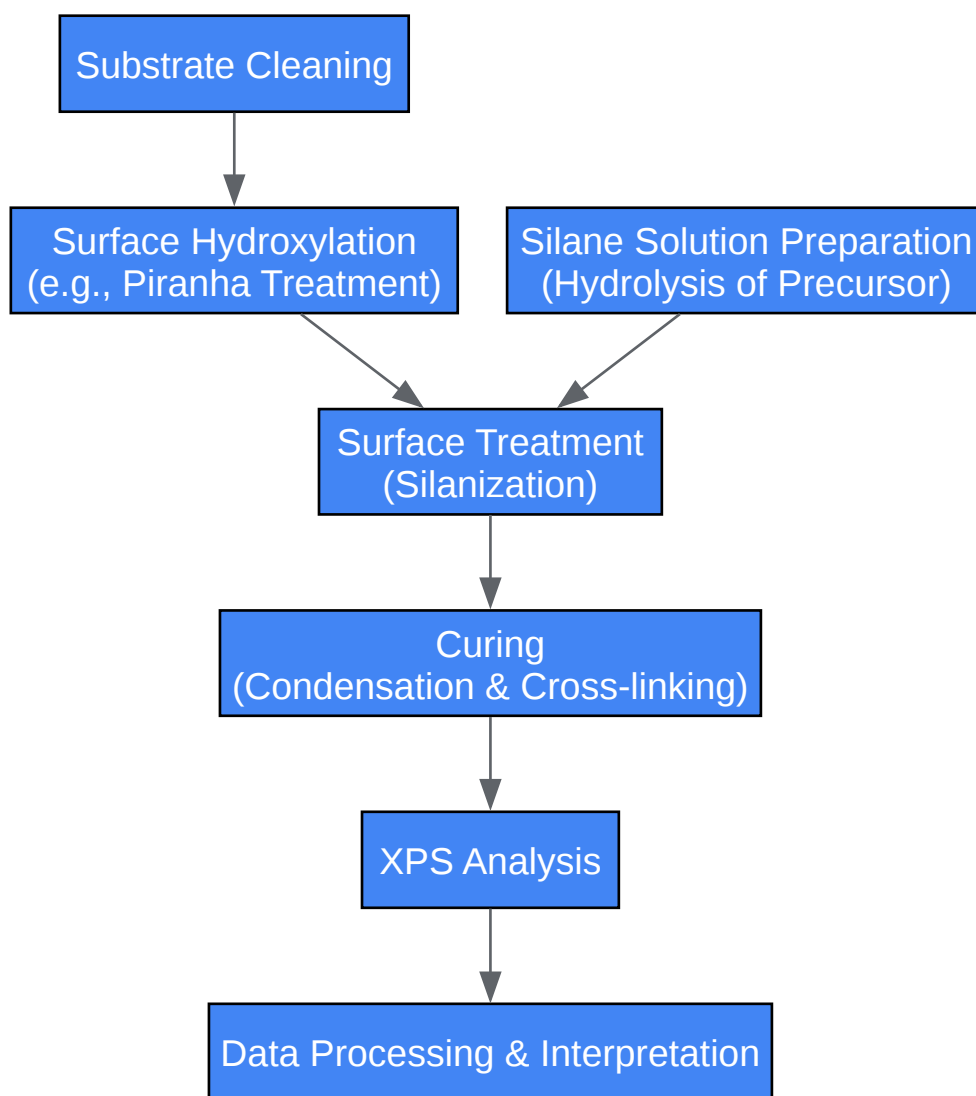 Substrate Cleaning
Surface Hydroxylation
(e.g., Piranha Treatment)
Silane Solution Preparation
(Hydrolysis of Precursor)
Surface Treatment
(Silanization)
Curing
(Condensation & Cross-linking)
XPS Analysis
Data Processing & Interpretation